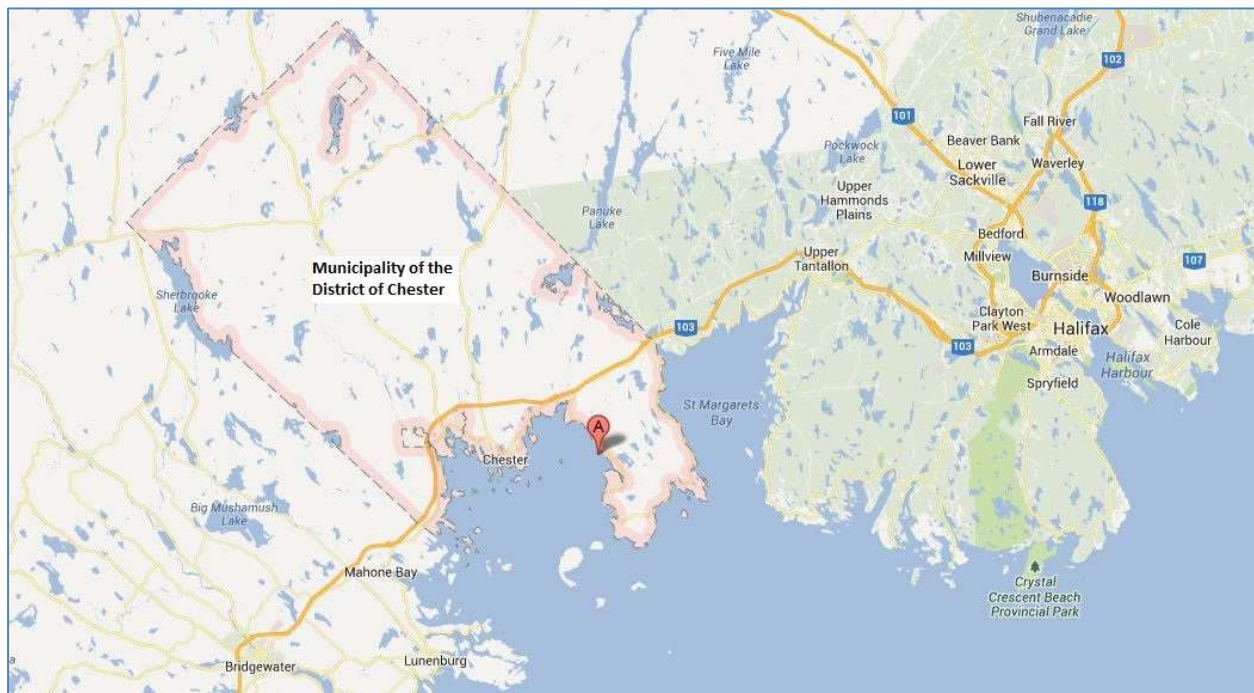 Shubenacadie
Grand Lake
Five Mile
Lake
102
101
Fall River
Beaver Bank
Pockwock
Lake
Lower
Sackville
Waverley
Upper
Hammonds
Plains
118
Panuke
Lake
Bedford
Upper
Tantallon
Millview
107
Municipality of the
District of Chester
Burnside
Sherbrooke
Lake
Woodlawn
Clayton
Park West
103
Halifax
Cole
Harbour
103
Armdale
Halifax
Harbour
Spryfield
St Margarets
Bay
A
Chester
Big Mushamush
Lake
Mahone Bay
Crystal
Crescent Beach
Provincial Park
Bridgewater
Lunenburg
a